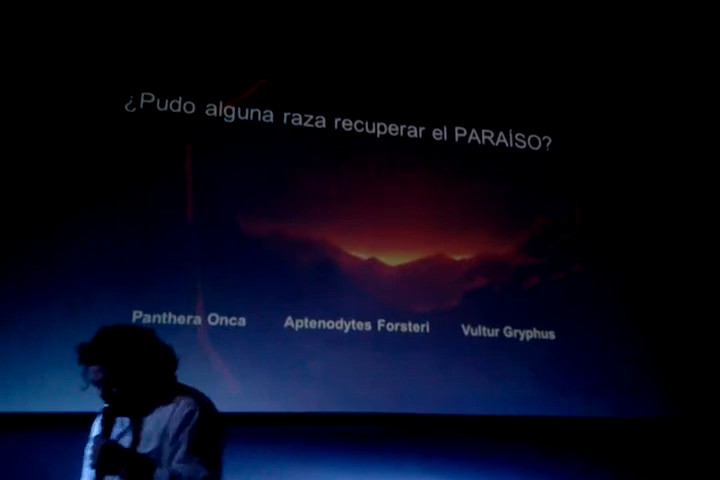 ¿Pudo alguna raza recuperar el PARAÍSO?
Panthera Onca Aptenodytes Forsteri Vultur Gryphus